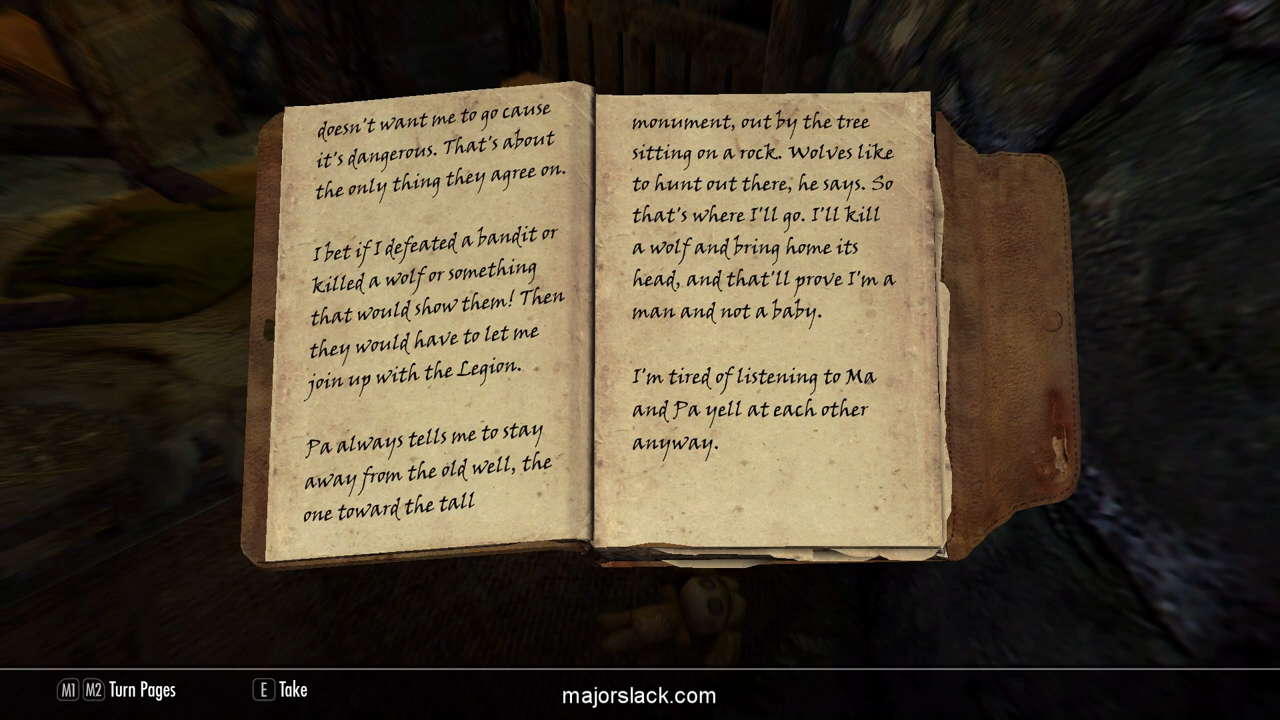 doesn't want me to go cause
it's dangerous. That's about
the only thing they agree on.
I bet if I defeated a bandit or
killed a wolf or something
that would show them! Then
they would have to let me
join up with the Legion.
Pa always tells me to stay
away from the old well, the
one toward the tall
monument, out by the tree
sitting on a rock. Wolves like
to hunt out there, he says. So
that's where I'll go. I'll kill
a wolf and bring home its
head, and that'll prove I'm a
man and not a baby.
I'm tired of listening to Ma
and Pa yell at each other
anyway.
M1 M2 Turn Pages
E Take
majorslack.com